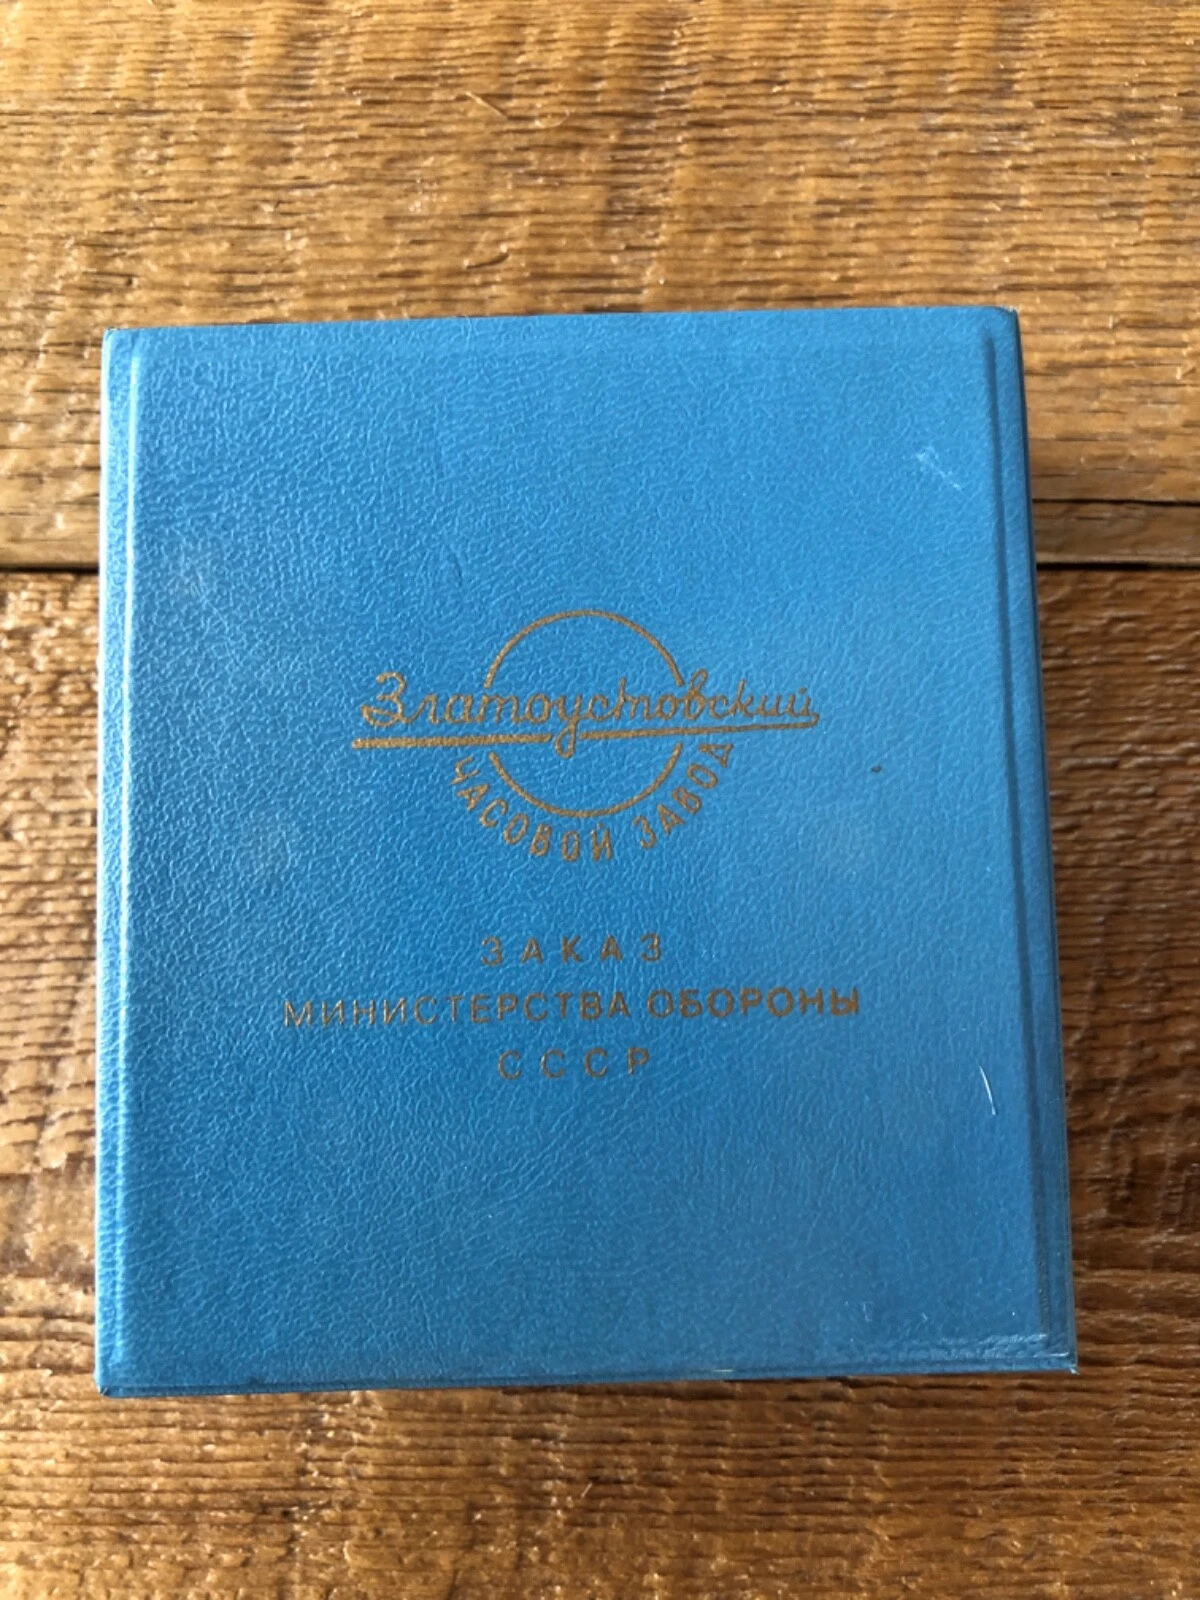 Златоустовский
ЧАСОВОЙ ЗАВОД
ЗАКАЗ
МИНИСТЕРСТВА ОБОРОНЫ
СССР